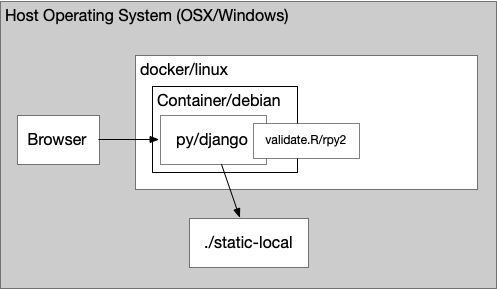 Host Operating System (OSX/Windows)
docker/linux
Container/debian
Browser
py/django
validate.R/rpy2
./static-local